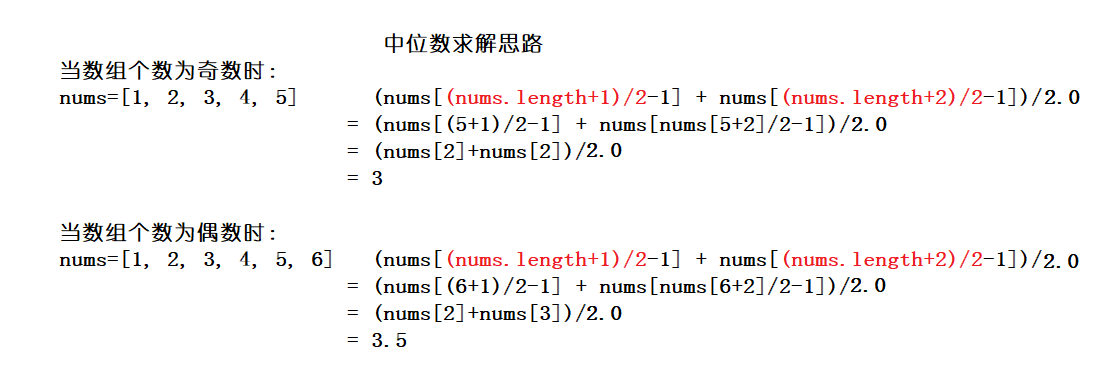 中位数求解思路
当数组个数为奇数时:
nums=[1, 2, 3, 4, 5] (nums[(nums.length+1)/2-1] + nums[(nums.length+2)/2-1])/2.0
= (nums[(5+1)/2-1] + nums[nums[5+2]/2-1])/2.0
= (nums[2]+nums[2])/2.0
= 3
当数组个数为偶数时:
nums=[1, 2, 3, 4, 5, 6] (nums[(nums.length+1)/2-1] + nums[(nums.length+2)/2-1])/2.0
= (nums[(6+1)/2-1] + nums[nums[6+2]/2-1])/2.0
= (nums[2]+nums[3])/2.0
= 3.5